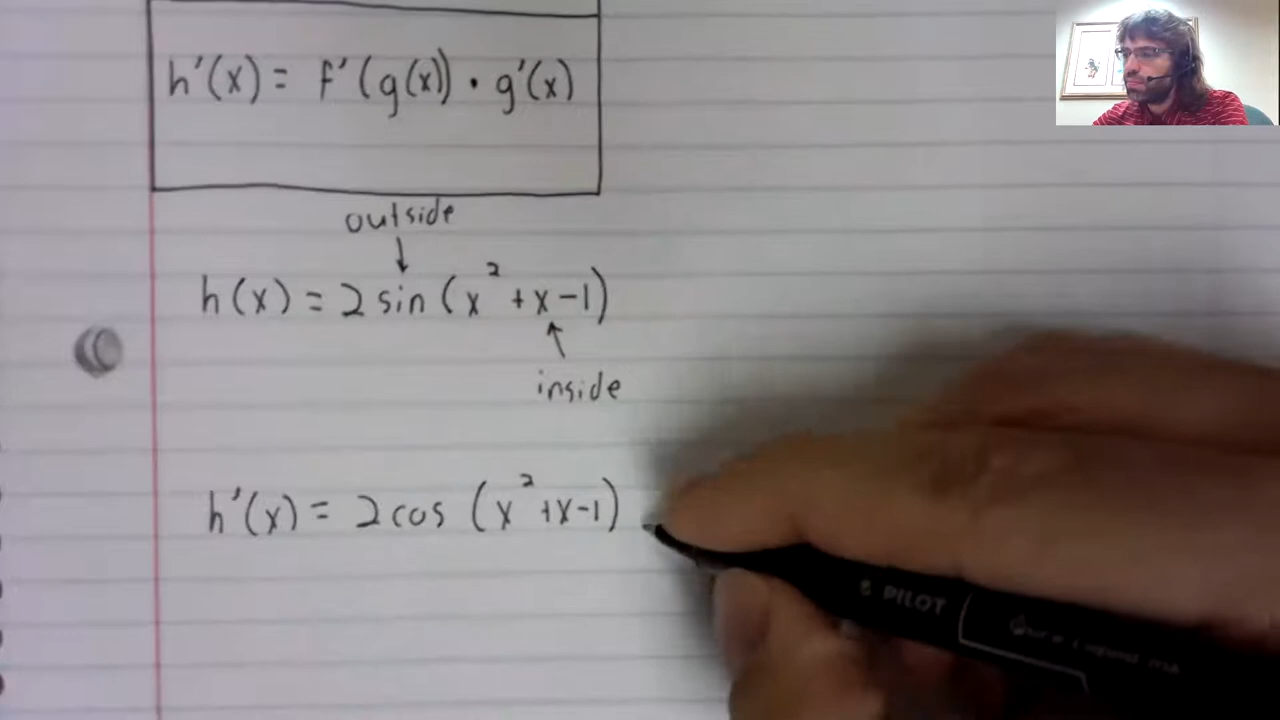 h'(x) = f'(g(x)) · g'(x)
outside
↓
h(x) = 2 sin (x² + x - 1)
↑
inside
h'(x) = 2 cos (x² + x - 1)
PILOT